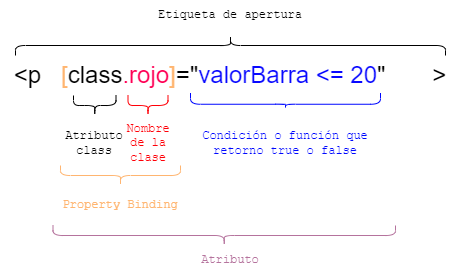 Etiqueta de apertura
<p [class.rojo]="valorBarra <= 20" >
Atributo
class
Nombre
de la
clase
Condición o función que
retorno true o false
Property Binding
Atributo